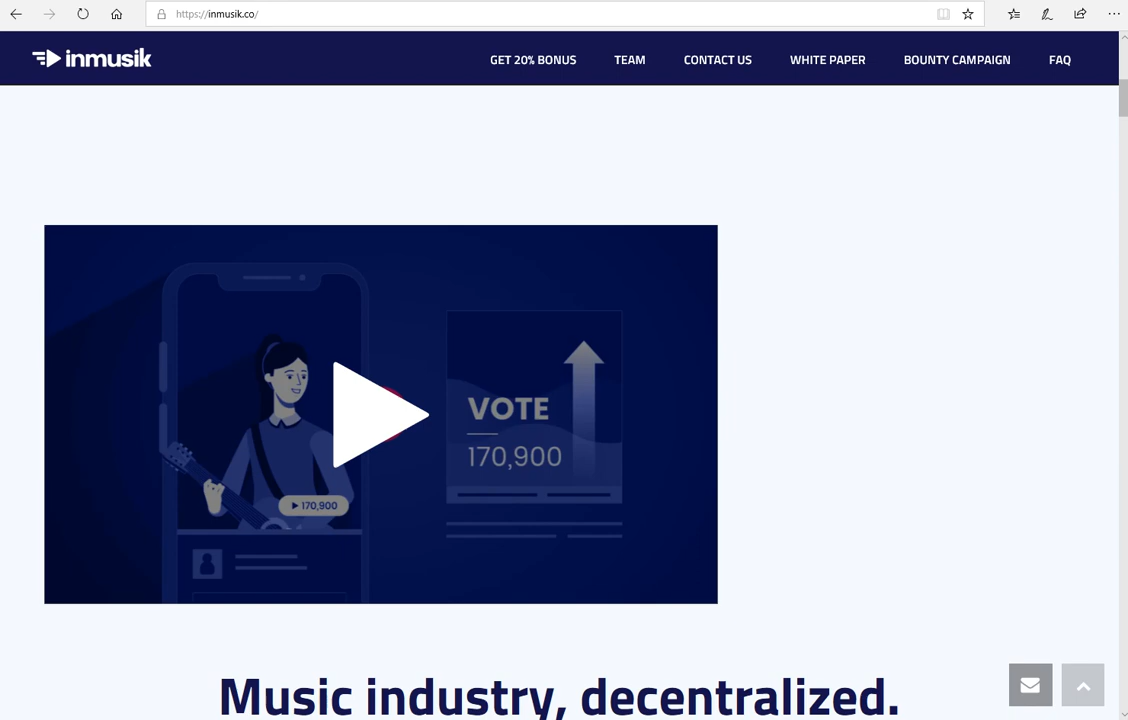 https://inmusik.co/
inmusik
GET 20% BONUS TEAM CONTACT US WHITE PAPER BOUNTY CAMPAIGN FAQ
VOTE
170,900
170,900
Music industry, decentralized.